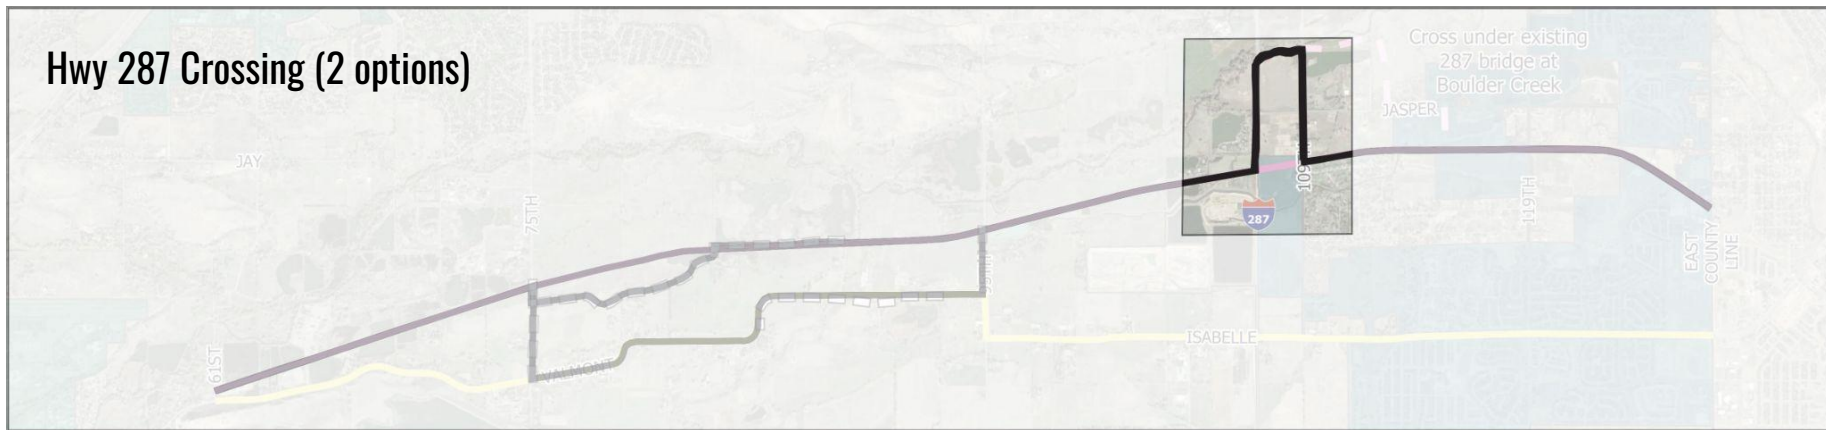 Hwy 287 Crossing (2 options)
Cross under existing
287 bridge at
Boulder Creek
JASPER
JAY
75TH
109TH
119TH
287
EAST
COUNTY
LINE
95TH
ISABELLE
61ST
VALMONT